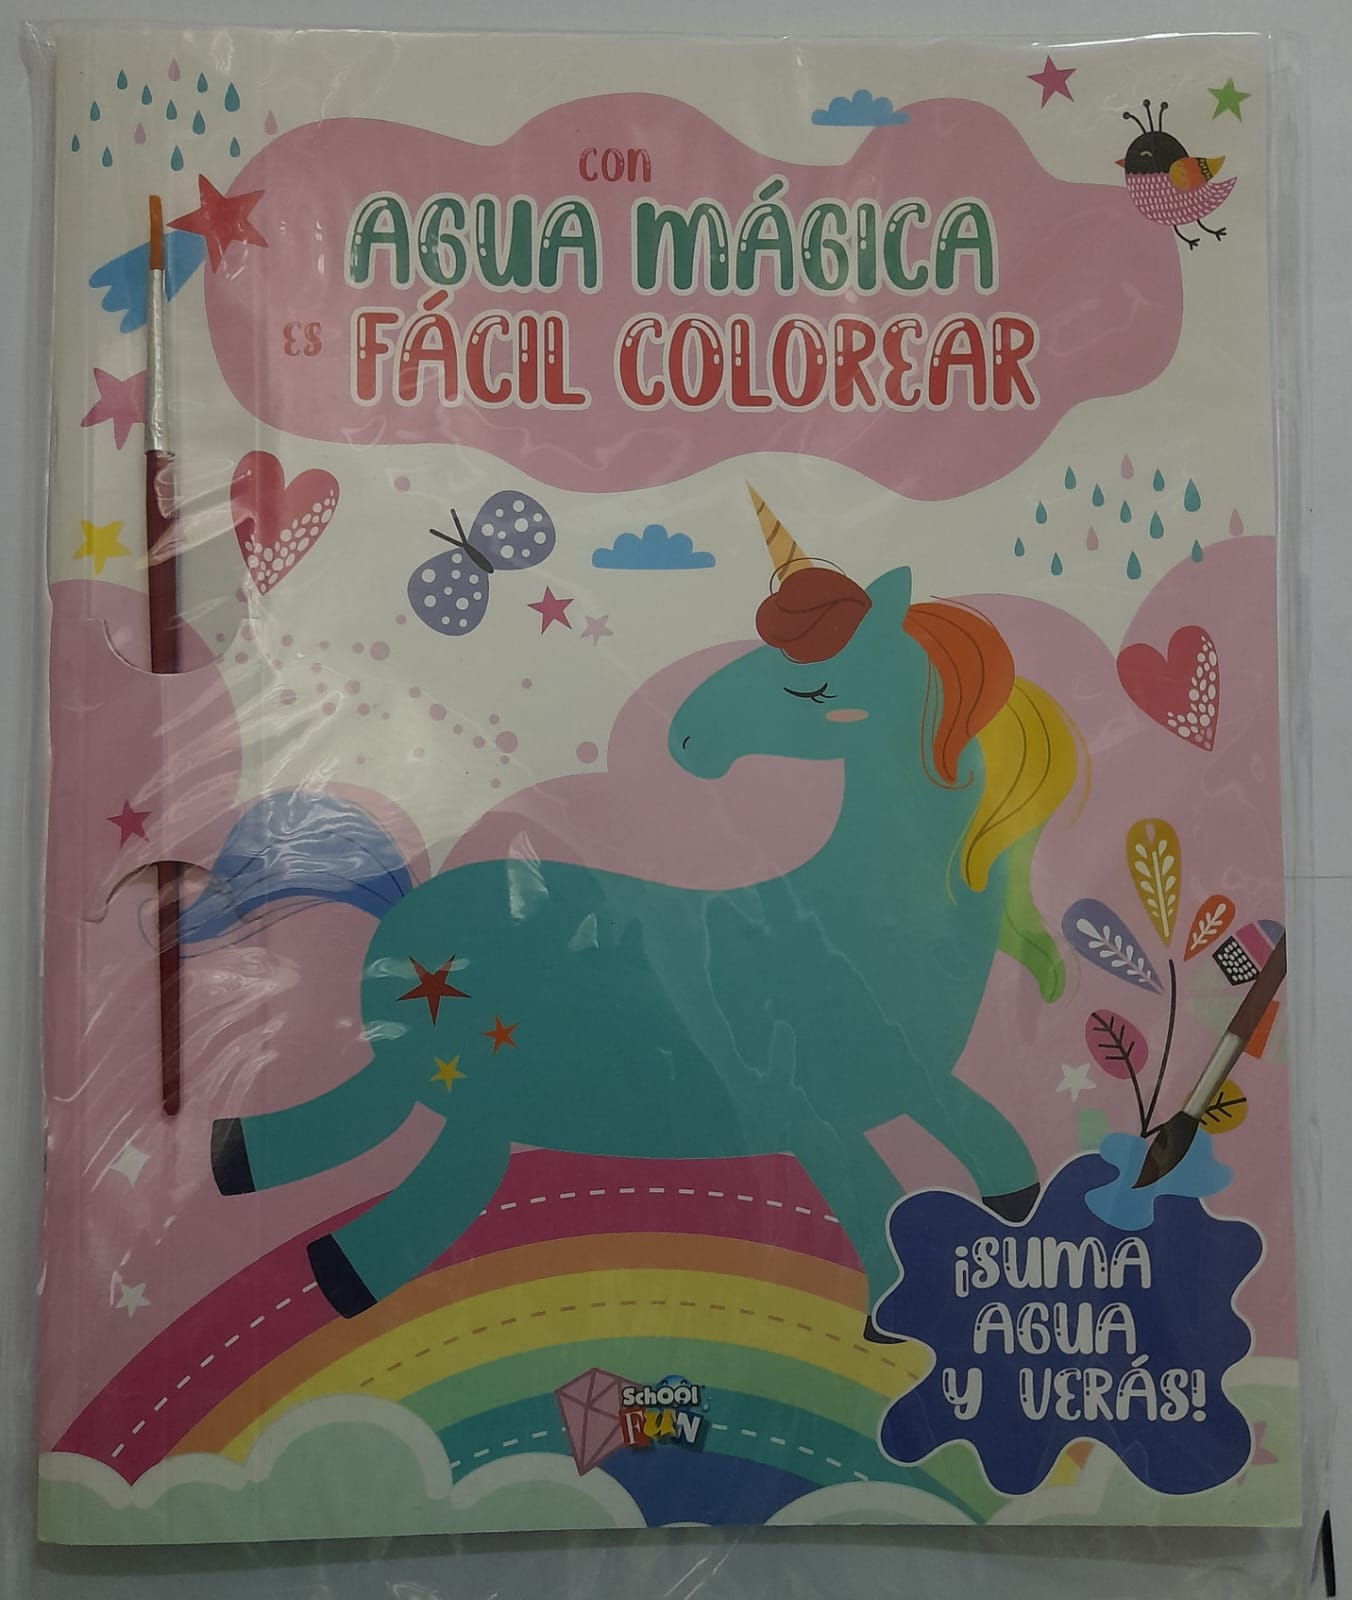 con
AGUA MÁGICA
es FÁCIL COLOREAR
¡SUMA
AGUA
Y VERÁS!
School
FUN